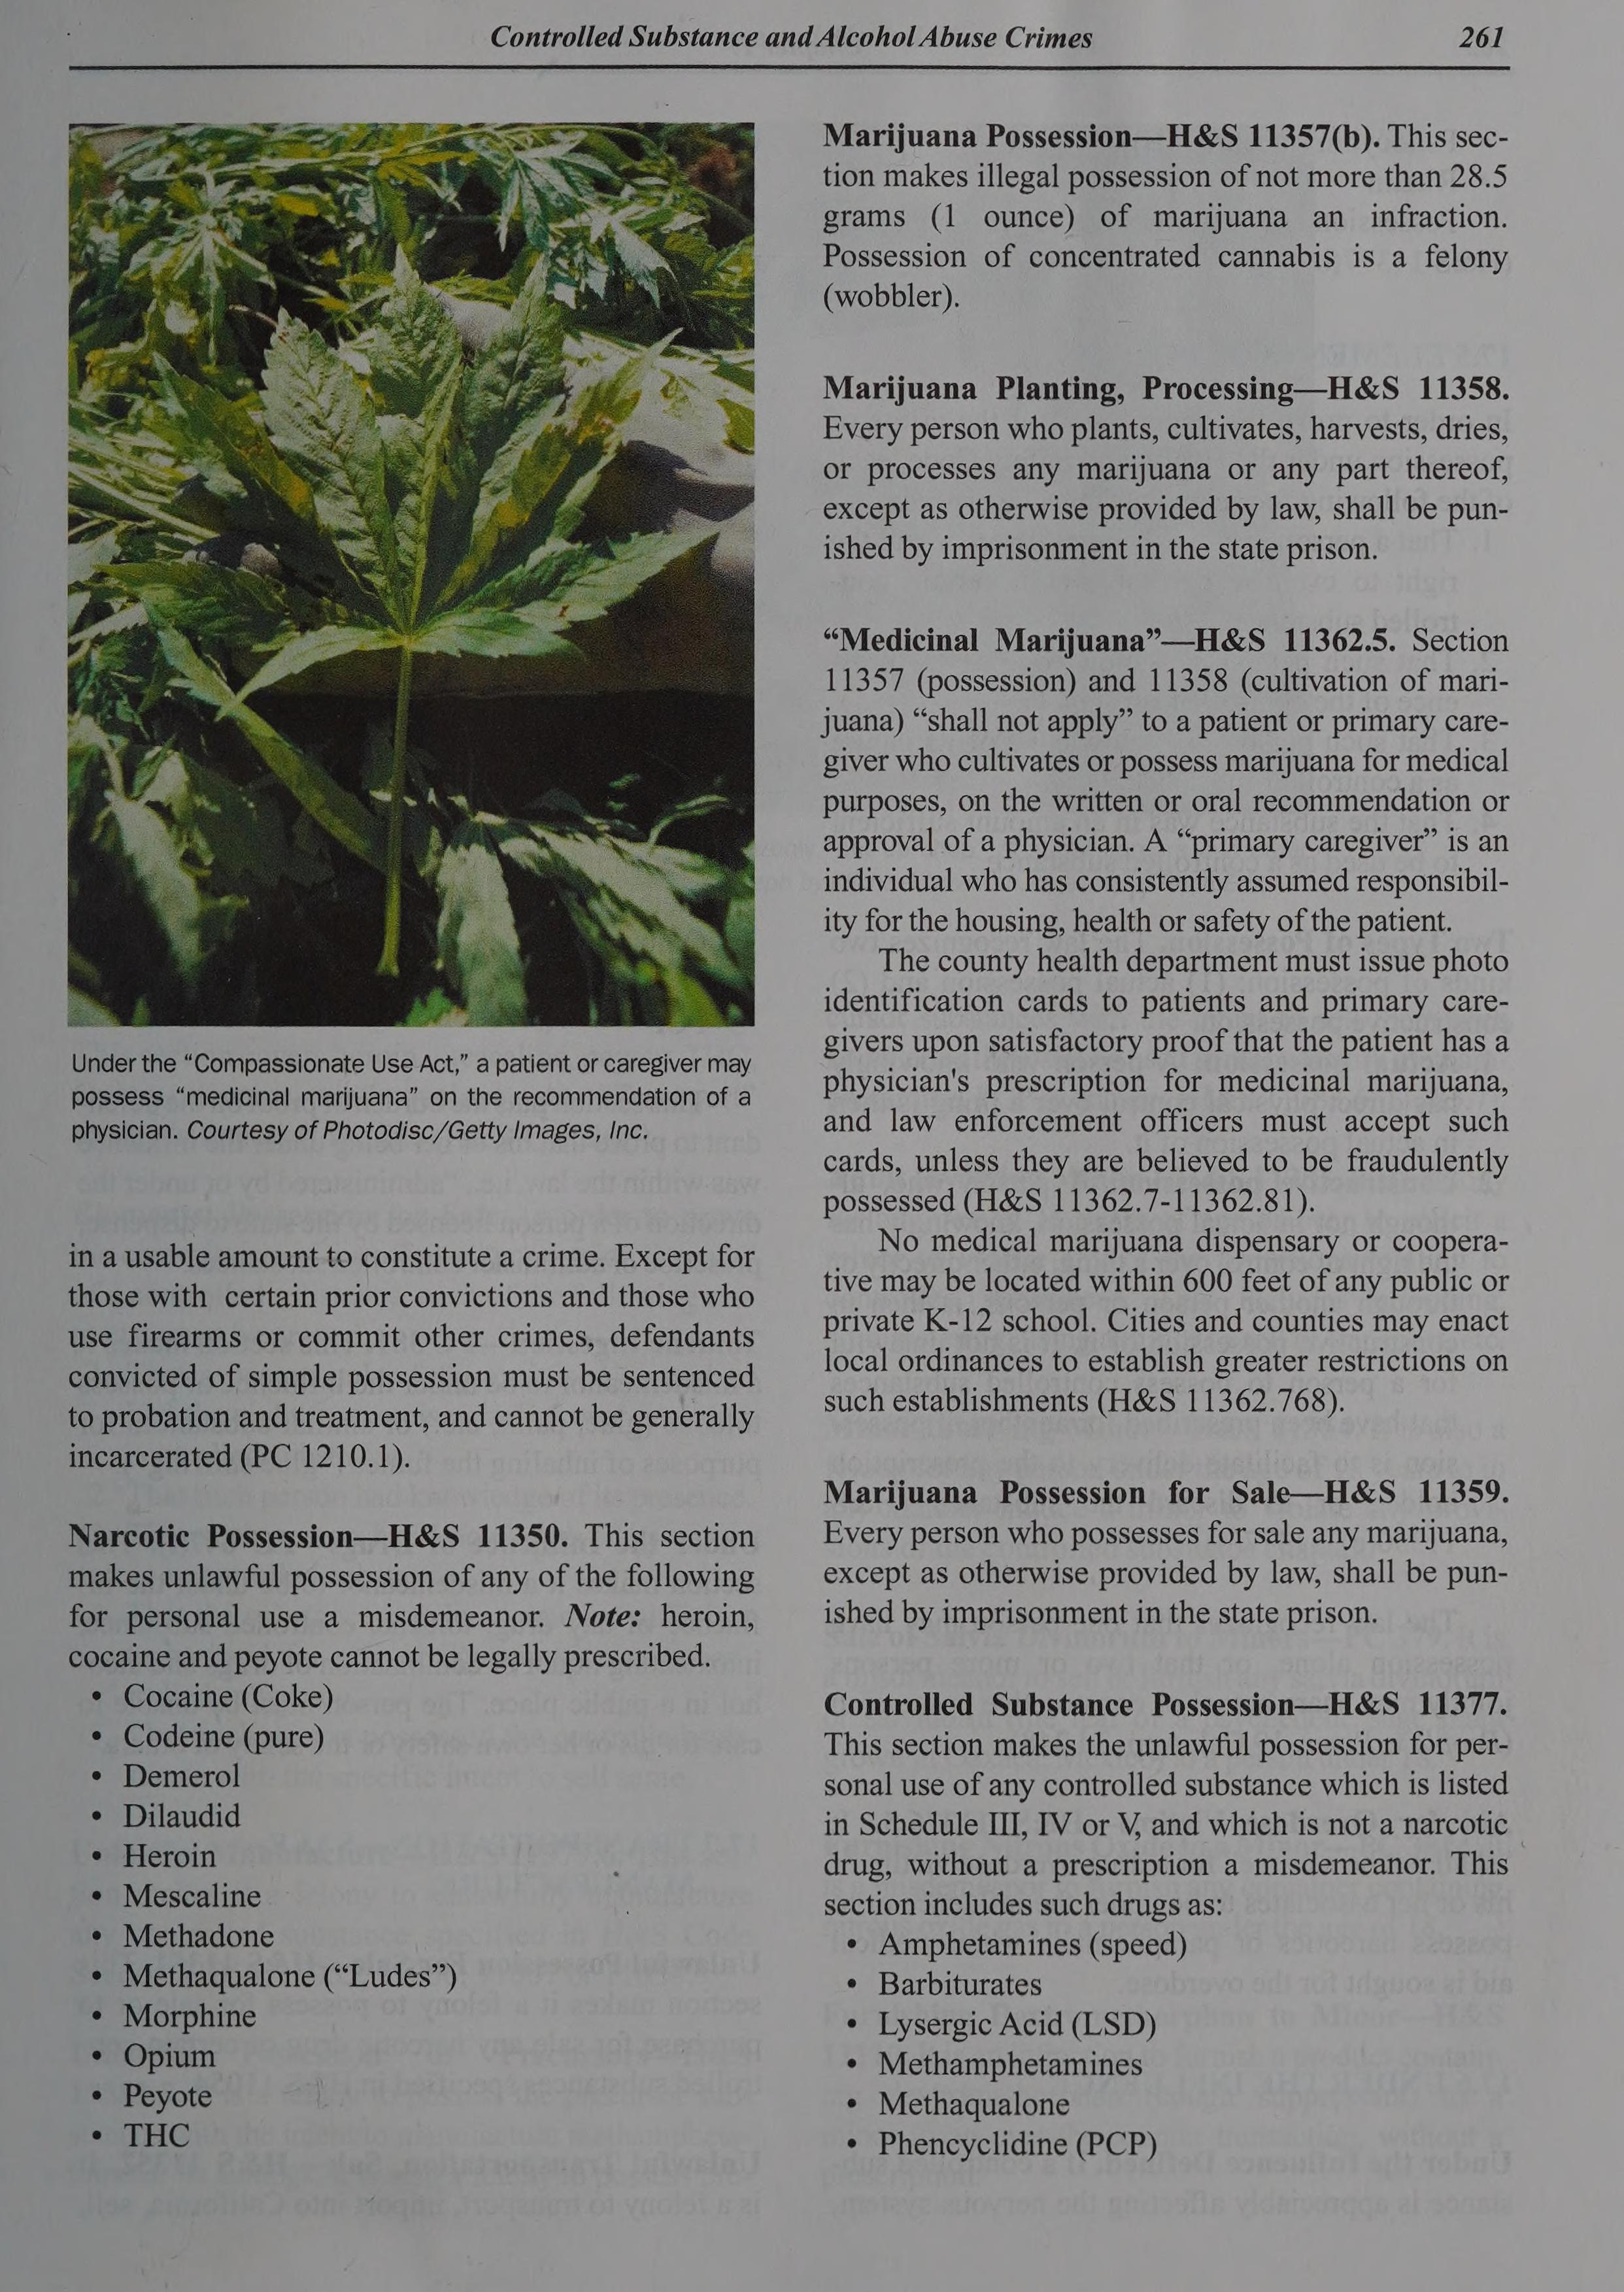 Controlled Substance and Alcohol Abuse Crimes 261
Under the “Compassionate Use Act,” a patient or caregiver may
possess “medicinal marijuana” on the recommendation of a
physician. Courtesy of Photodisc/Getty Images, Inc.
in a usable amount to constitute a crime. Except for
those with certain prior convictions and those who
use firearms or commit other crimes, defendants
convicted of simple possession must be sentenced
to probation and treatment, and cannot be generally
incarcerated (PC 1210.1).
Narcotic Possession—H&S 11350. This section
makes unlawful possession of any of the following
for personal use a misdemeanor. Note: heroin,
cocaine and peyote cannot be legally prescribed.
• Cocaine (Coke)
• Codeine (pure)
• Demerol
• Dilaudid
• Heroin
• Mescaline
• Methadone
• Methaqualone (“Ludes”)
• Morphine
• Opium
• Peyote
• THC
Marijuana Possession—H&S 11357(b). This sec-
tion makes illegal possession of not more than 28.5
grams (1 ounce) of marijuana an infraction.
Possession of concentrated cannabis is a felony
(wobbler).
Marijuana Planting, Processing—H&S 11358.
Every person who plants, cultivates, harvests, dries,
or processes any marijuana or any part thereof,
except as otherwise provided by law, shall be pun-
ished by imprisonment in the state prison.
“Medicinal Marijuana”—H&S 11362.5. Section
11357 (possession) and 11358 (cultivation of mari-
juana) “shall not apply” to a patient or primary care-
giver who cultivates or possess marijuana for medical
purposes, on the written or oral recommendation or
approval of a physician. A “primary caregiver” is an
individual who has consistently assumed responsibil-
ity for the housing, health or safety of the patient.
The county health department must issue photo
identification cards to patients and primary care-
givers upon satisfactory proof that the patient has a
physician's prescription for medicinal marijuana,
and law enforcement officers must accept such
cards, unless they are believed to be fraudulently
possessed (H&S 11362.7-11362.81).
No medical marijuana dispensary or coopera-
tive may be located within 600 feet of any public or
private K-12 school. Cities and counties may enact
local ordinances to establish greater restrictions on
such establishments (H&S 11362.768).
Marijuana Possession for Sale—H&S 11359.
Every person who possesses for sale any marijuana,
except as otherwise provided by law, shall be pun-
ished by imprisonment in the state prison.
Controlled Substance Possession—H&S 11377.
This section makes the unlawful possession for per-
sonal use of any controlled substance which is listed
in Schedule III, IV or V, and which is not a narcotic
drug, without a prescription a misdemeanor. This
section includes such drugs as:
• Amphetamines (speed)
• Barbiturates
• Lysergic Acid (LSD)
• Methamphetamines
• Methaqualone
• Phencyclidine (PCP)